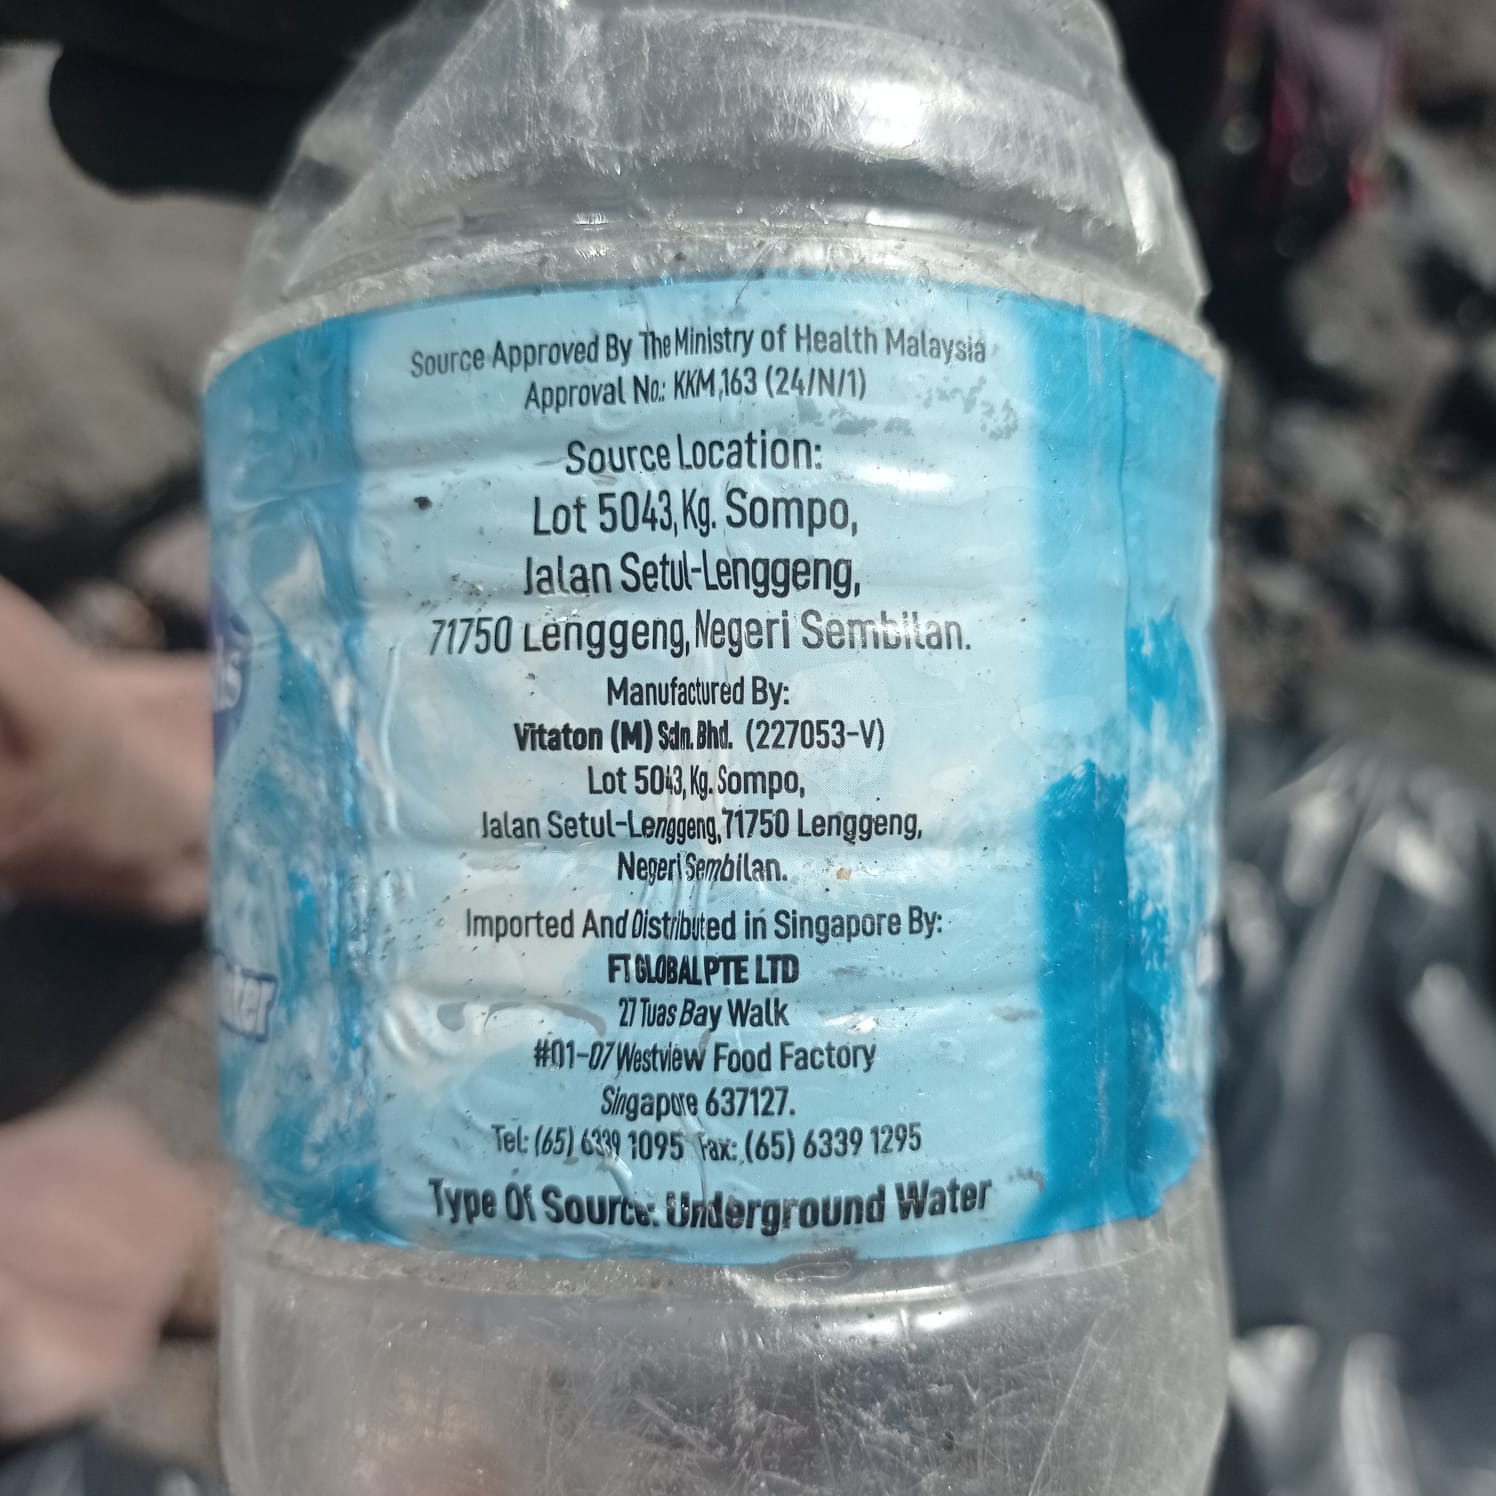 Source Approved By The Ministry of Health Malaysia
Approval No.: KKM,163 (24/N/1)
Source Location:
Lot 5043, Kg. Sompo,
Jalan Setul-Lenggeng,
71750 Lenggeng, Negeri Sembilan.
Manufactured By:
Vitaton (M) Sdn. Bhd. (227053-V)
Lot 5043, Kg. Sompo,
Jalan Setul-Lenggeng, 71750 Lenggeng,
Negeri Sembilan.
Imported And Distributed in Singapore By:
FT GLOBAL PTE LTD
27 Tuas Bay Walk
#01-07 Westview Food Factory
Singapore 637127.
Tel: (65) 6339 1095 Fax: (65) 6339 1295
Type Of Source: Underground Water